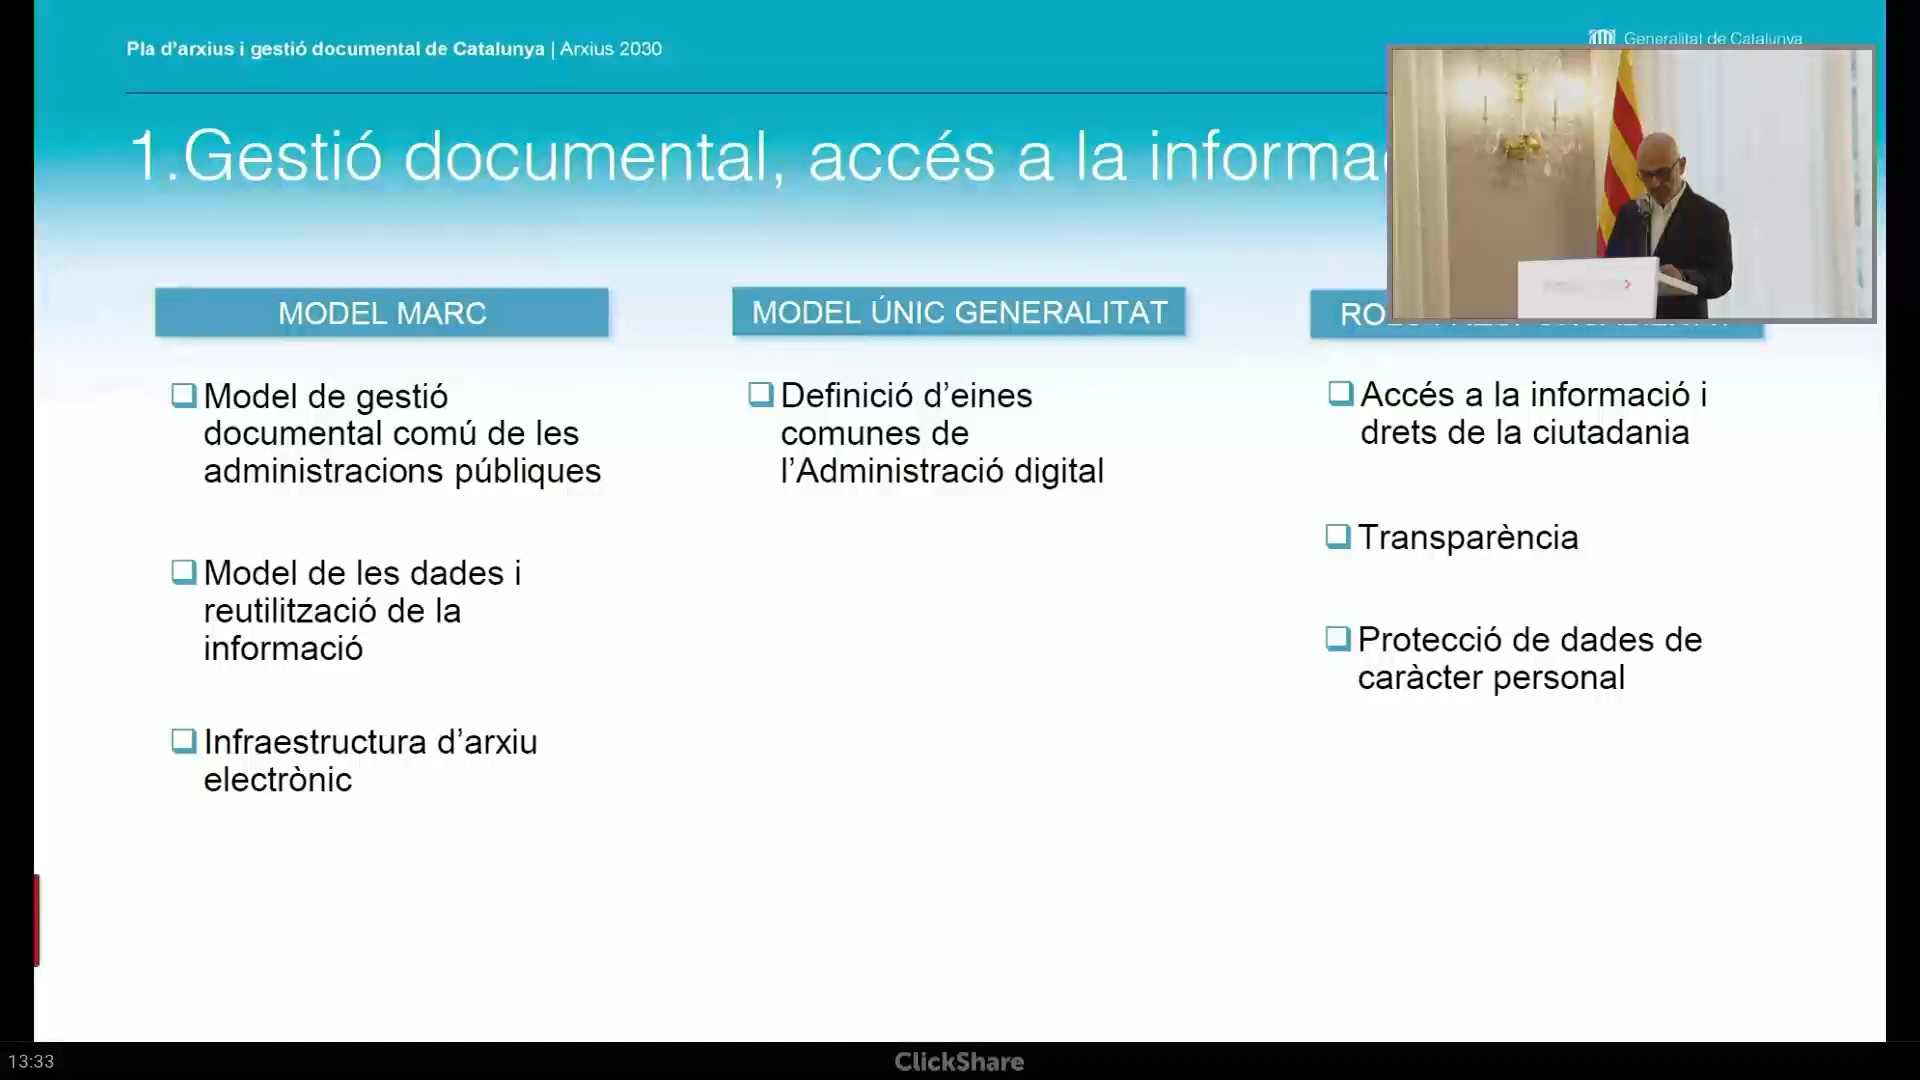 Pla d’arxius i gestió documental de Catalunya | Arxius 2030
Generalitat de Catalunya
1.Gestió documental, accés a la informa
MODEL MARC
Model de gestió
documental comú de les
administracions públiques
Model de les dades i
reutilització de la
informació
Infraestructura d’arxiu
electrònic
MODEL ÚNIC GENERALITAT
Definició d’eines
comunes de
l’Administració digital
Accés a la informació i
drets de la ciutadania
Transparència
Protecció de dades de
caràcter personal
13:33
ClickShare